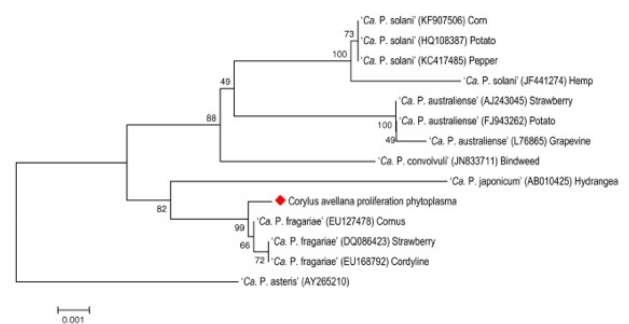 'Ca. P. solani' (KF907506) Corn
73
'Ca. P. solani' (HQ108387) Potato
100
'Ca. P. solani' (KC417485) Pepper
'Ca. P. solani' (JF441274) Hemp
49
'Ca. P. australiense' (AJ243045) Strawberry
88
100
'Ca. P. australiense' (FJ943262) Potato
49
'Ca. P. australiense' (L76865) Grapevine
'Ca. P. convolvuli' (JN833711) Bindweed
'Ca. P. japonicum' (AB010425) Hydrangea
82
Corylus avellana proliferation phytoplasma
99
'Ca. P. fragariae' (EU127478) Cornus
66
'Ca. P. fragariae' (DQ086423) Strawberry
72
'Ca. P. fragariae' (EU168792) Cordyline
'Ca. P. asteris' (AY265210)
0.001